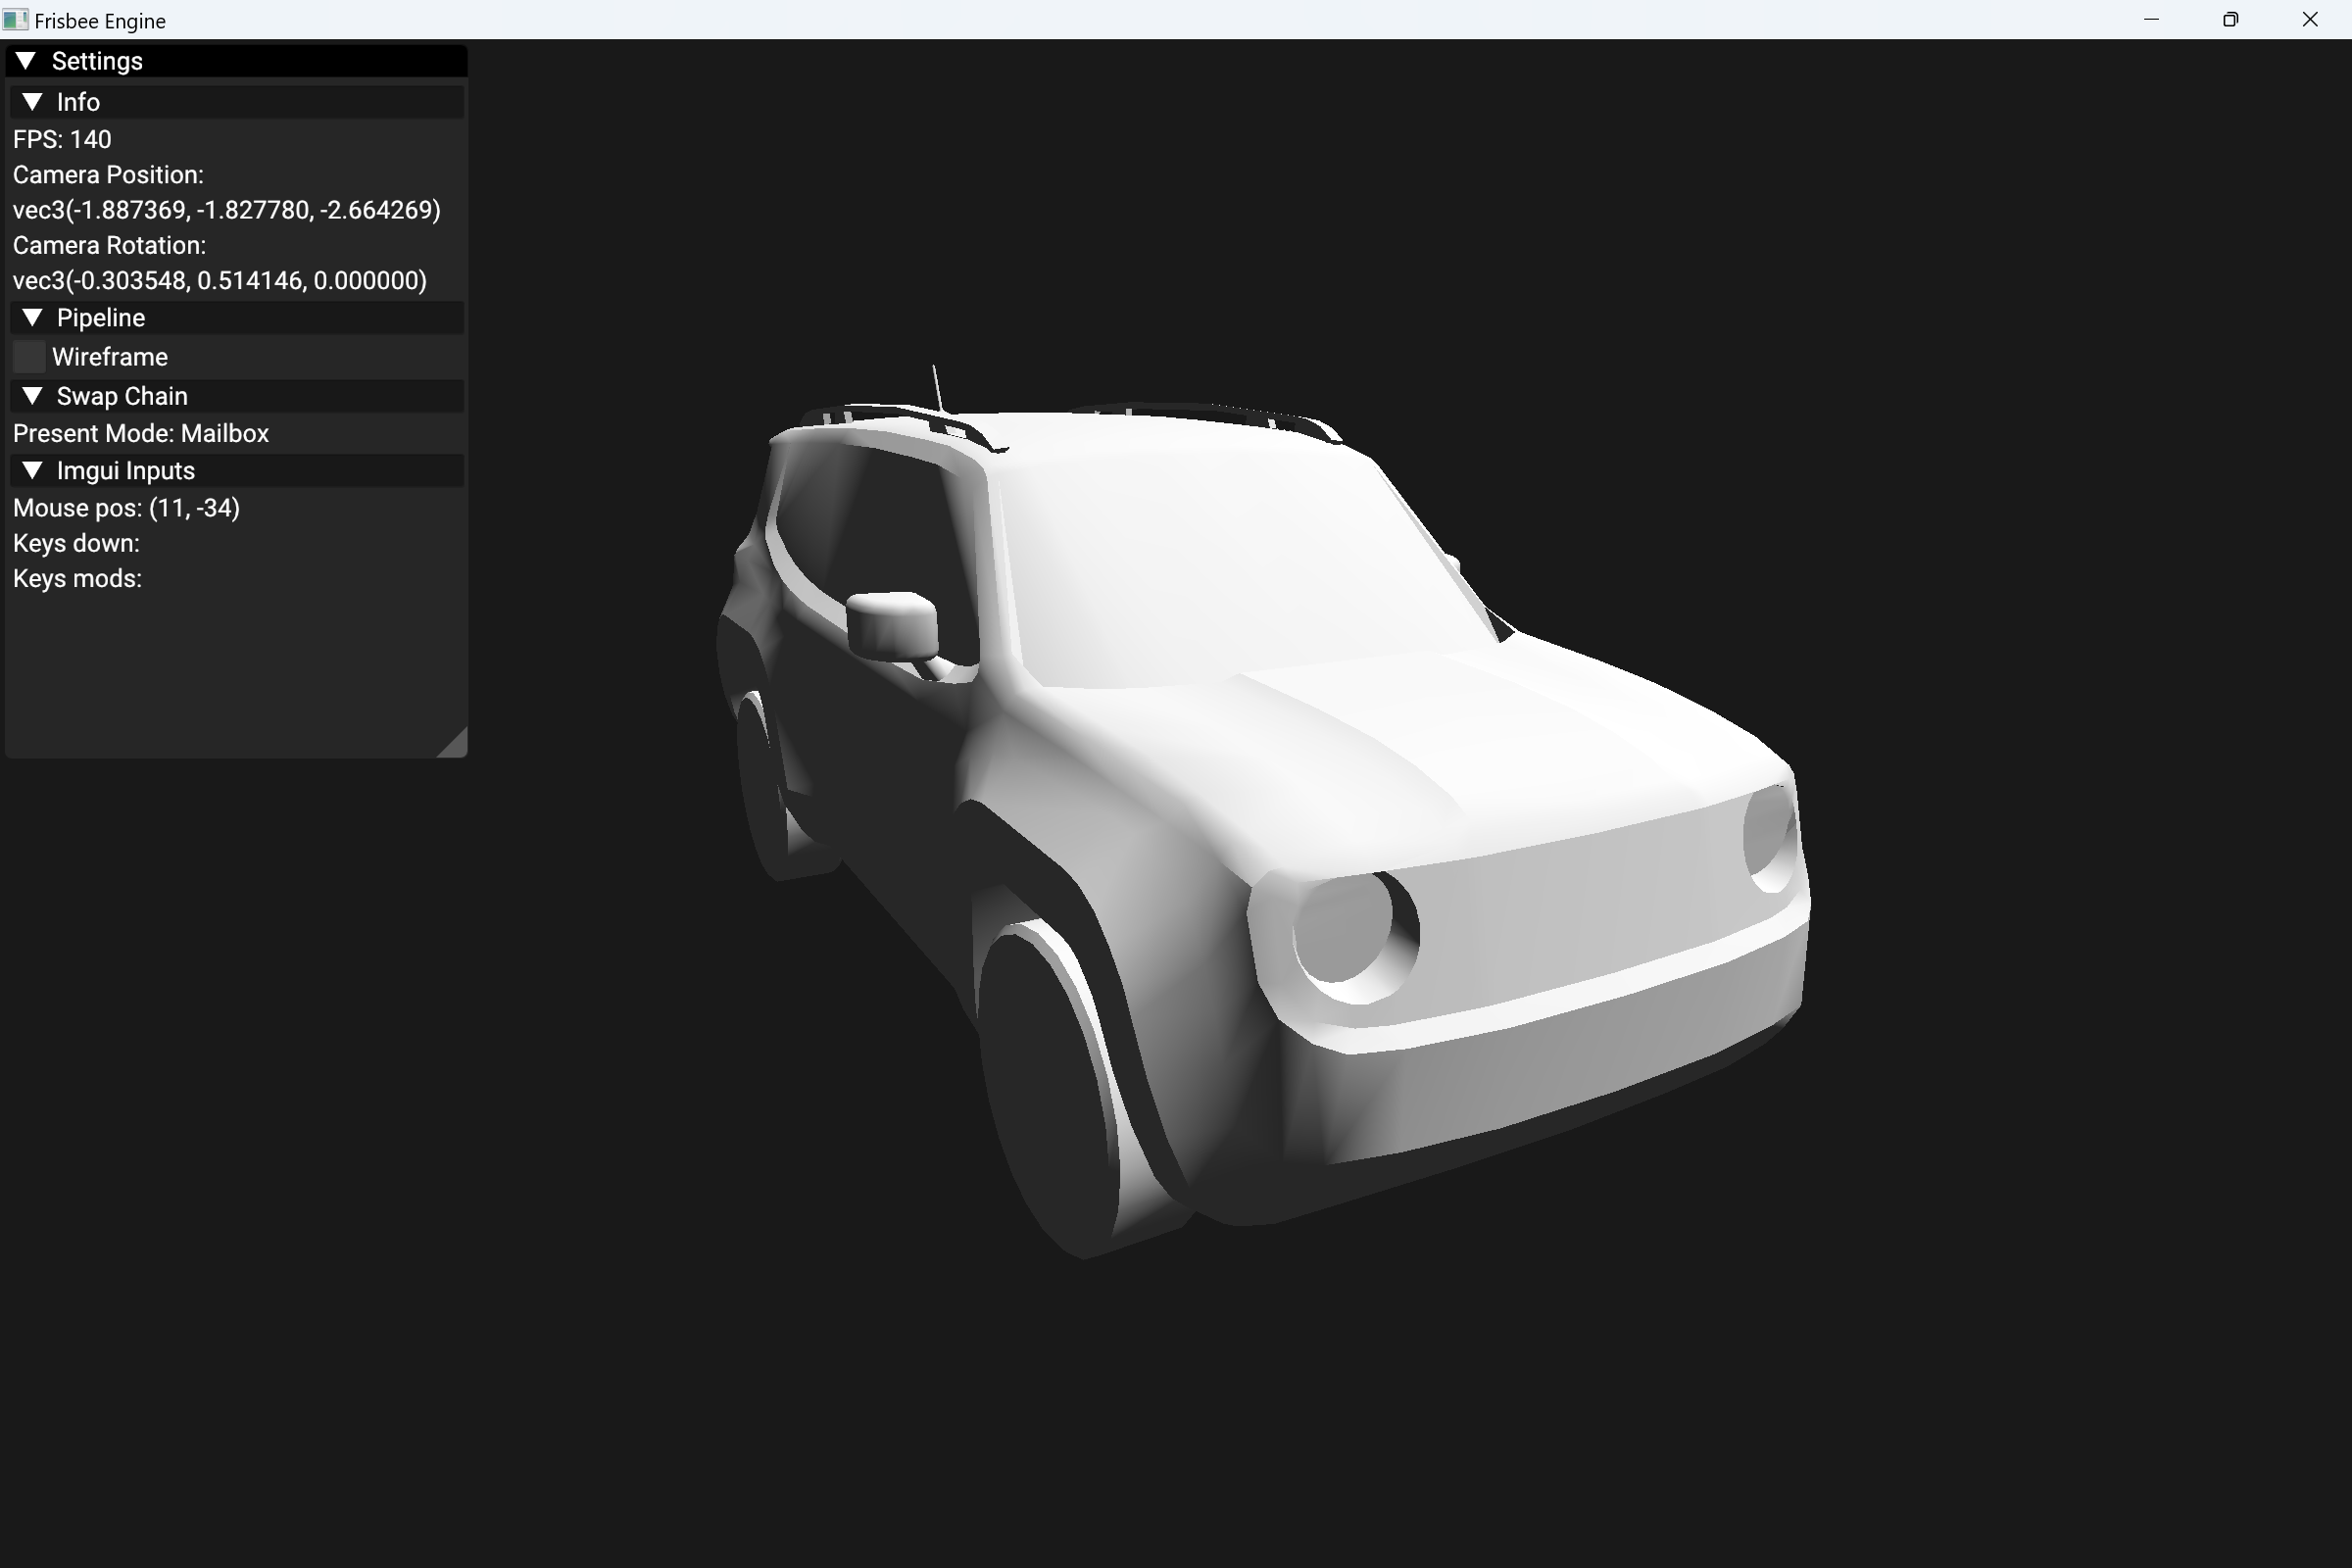 Frisbee Engine
Settings
Info
FPS: 140
Camera Position:
vec3(-1.887369, -1.827780, -2.664269)
Camera Rotation:
vec3(-0.303548, 0.514146, 0.000000)
Pipeline
Wireframe
Swap Chain
Present Mode: Mailbox
Imgui Inputs
Mouse pos: (11, -34)
Keys down:
Keys mods: